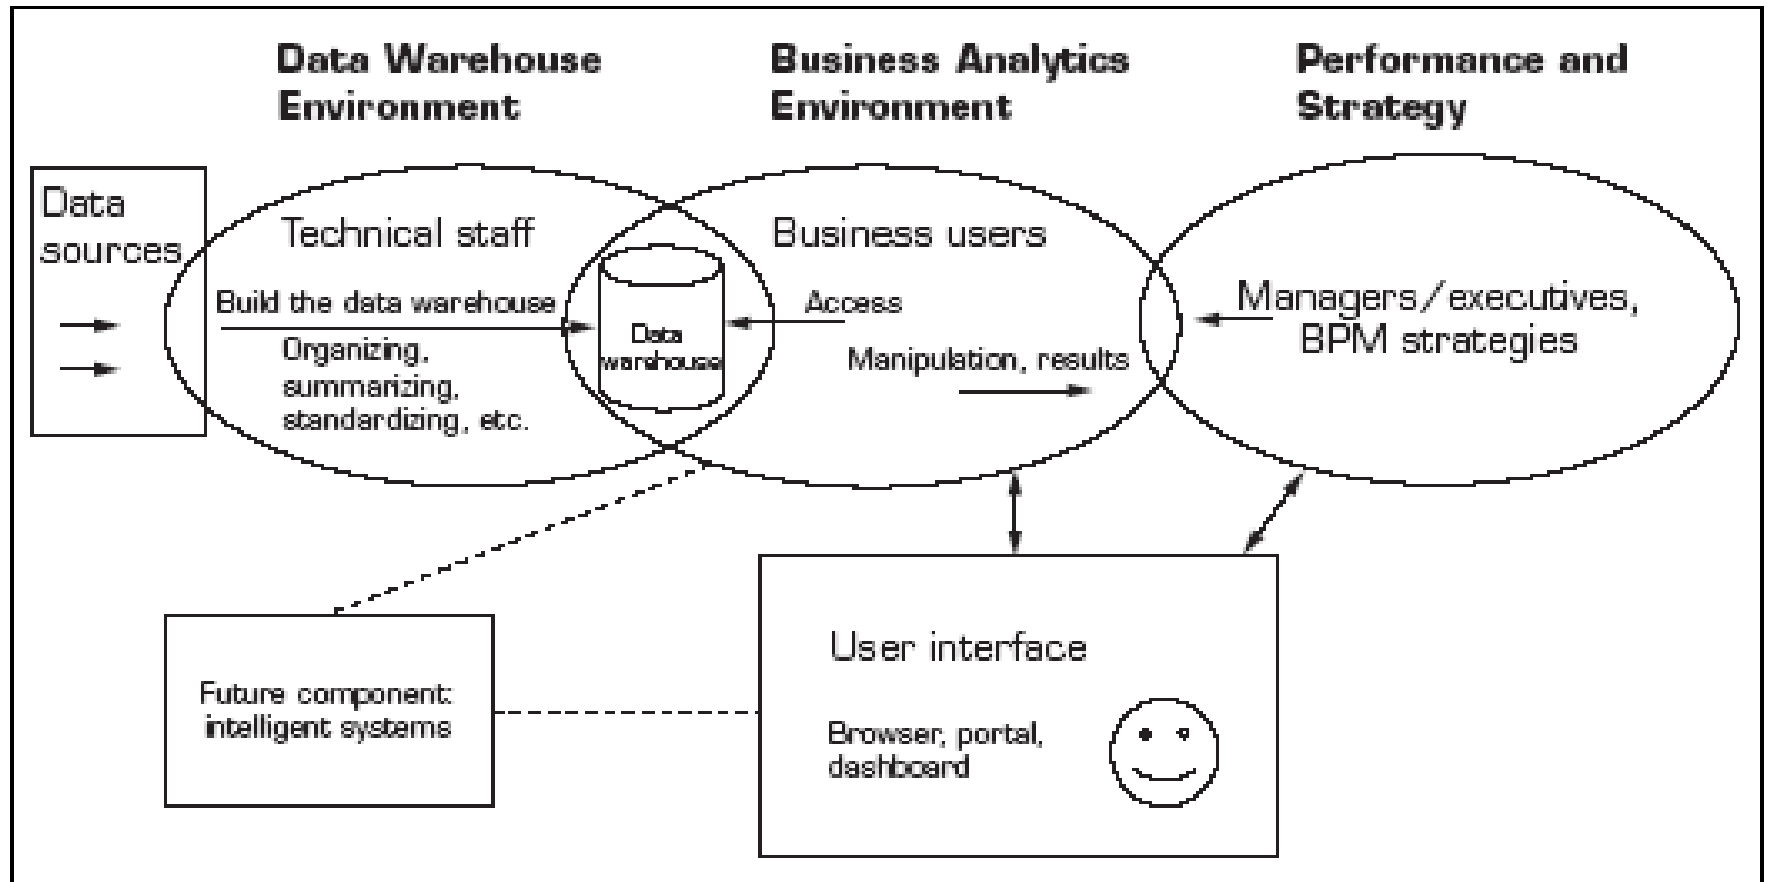 Data Warehouse
Environment
Business Analytics
Environment
Performance and
Strategy
Data
sources
Technical staff
Build the data warehouse
Organizing,
summarizing,
standardizing, etc.
Data
warehouse
Business users
Access
Manipulation, results
Managers/executives,
BPM strategies
Future component:
intelligent systems
User interface
Browser, portal,
dashboard